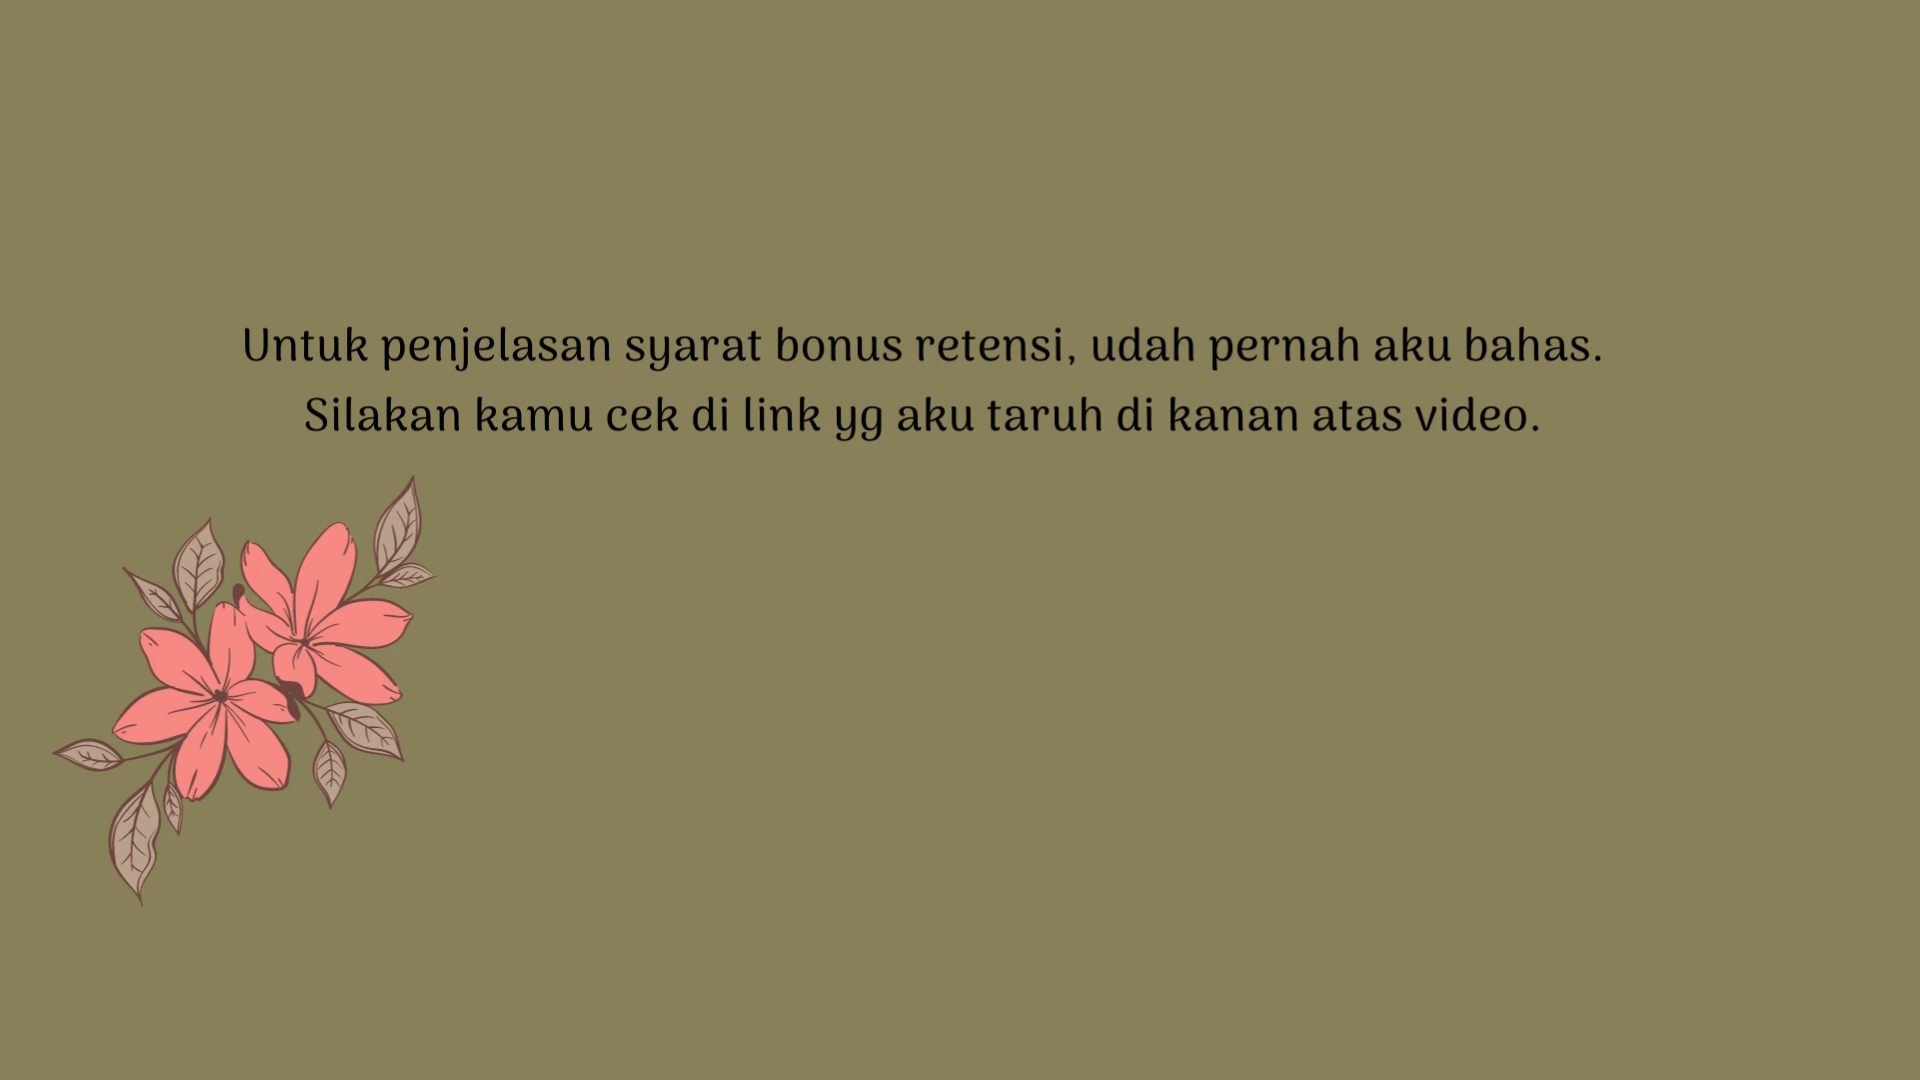 Untuk penjelasan syarat bonus retensi, udah pernah aku bahas.
Silakan kamu cek di link yg aku taruh di kanan atas video.